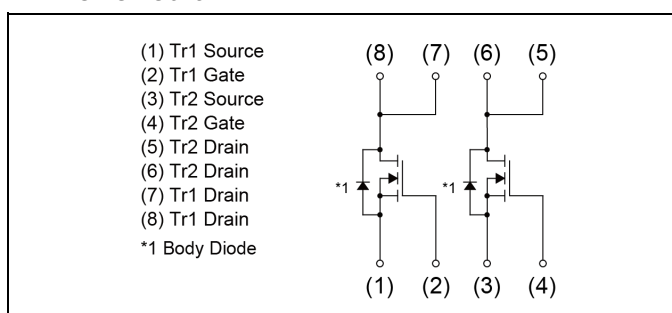 (1) Tr1 Source
(2) Tr1 Gate
(3) Tr2 Source
(4) Tr2 Gate
(5) Tr2 Drain
(6) Tr2 Drain
(7) Tr1 Drain
(8) Tr1 Drain
*1 Body Diode
(8) (7) (6) (5)
*1 *1
(1) (2) (3) (4)